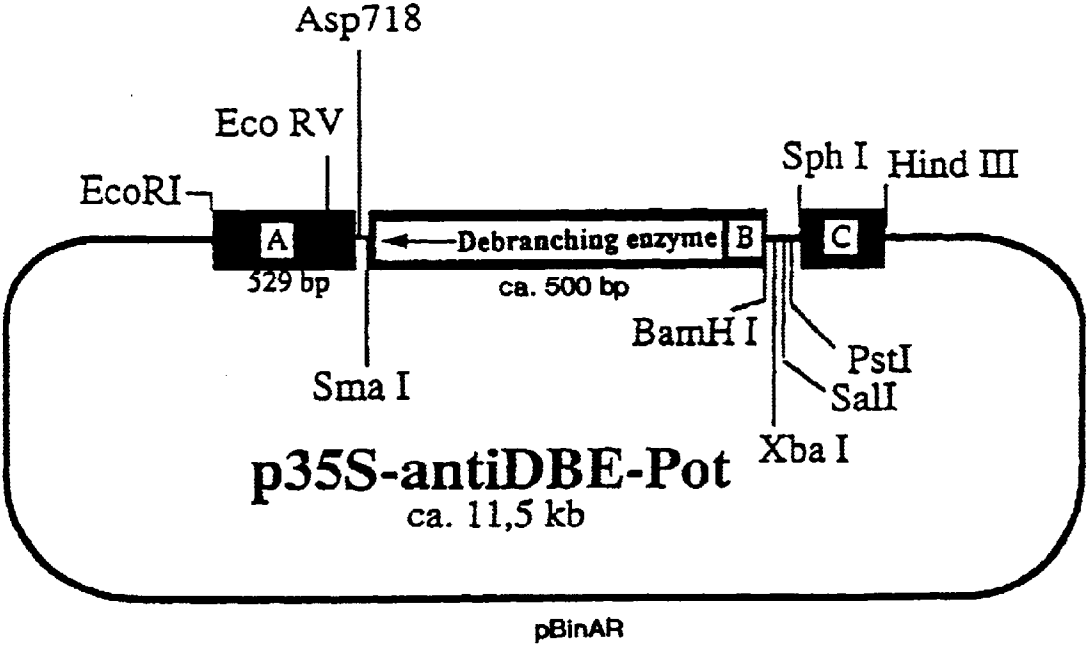 Asp718
Eco RV
EcoRI
Sph I
Hind III
A
Debranching enzyme
B
C
529 bp
ca. 500 bp
BamH I
PstI
Sma I
SalI
Xba I
p35S-antiDBE-Pot
ca. 11,5 kb
pBinAR